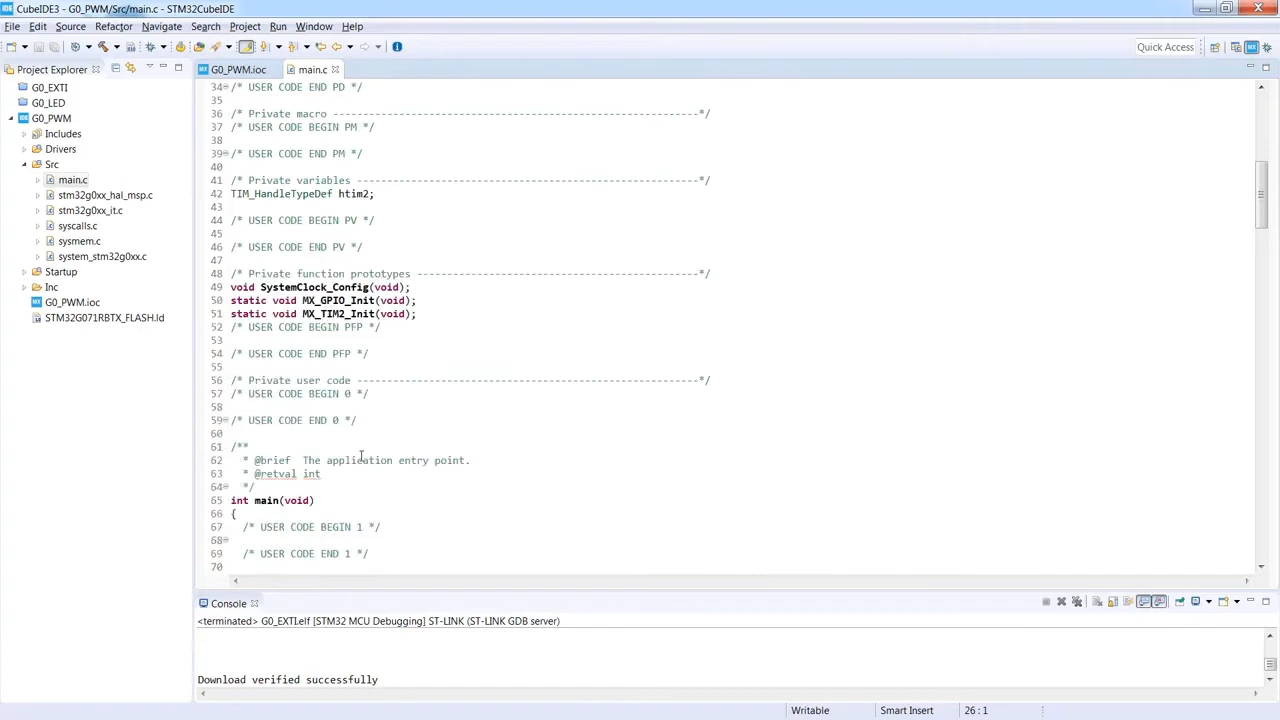 CubeIDE3 - G0_PWM/Src/main.c - STM32CubeIDE
File Edit Source Refactor Navigate Search Project Run Window Help
Quick Access
Project Explorer
G0_EXTI
G0_LED
G0_PWM
Includes
Drivers
Src
main.c
stm32g0xx_hal_msp.c
stm32g0xx_it.c
syscalls.c
sysmem.c
system_stm32g0xx.c
Startup
Inc
G0_PWM.ioc
STM32G071RBTX_FLASH.ld
G0_PWM.ioc main.c
34 /* USER CODE END PD */
35
36 /* Private macro -------------------------------------------------------------*/
37 /* USER CODE BEGIN PM */
38
39 /* USER CODE END PM */
40
41 /* Private variables ---------------------------------------------------------*/
42 TIM_HandleTypeDef htim2;
43
44 /* USER CODE BEGIN PV */
45
46 /* USER CODE END PV */
47
48 /* Private function prototypes -----------------------------------------------*/
49 void SystemClock_Config(void);
50 static void MX_GPIO_Init(void);
51 static void MX_TIM2_Init(void);
52 /* USER CODE BEGIN PFP */
53
54 /* USER CODE END PFP */
55
56 /* Private user code ---------------------------------------------------------*/
57 /* USER CODE BEGIN 0 */
58
59 /* USER CODE END 0 */
60
61 /**
62 * @brief The application entry point.
63 * @retval int
64 */
65 int main(void)
66 {
67 /* USER CODE BEGIN 1 */
68
69 /* USER CODE END 1 */
70
Console
<terminated> G0_EXTI.elf [STM32 MCU Debugging] ST-LINK (ST-LINK GDB server)
Download verified successfully
Writable Smart Insert 26 : 1